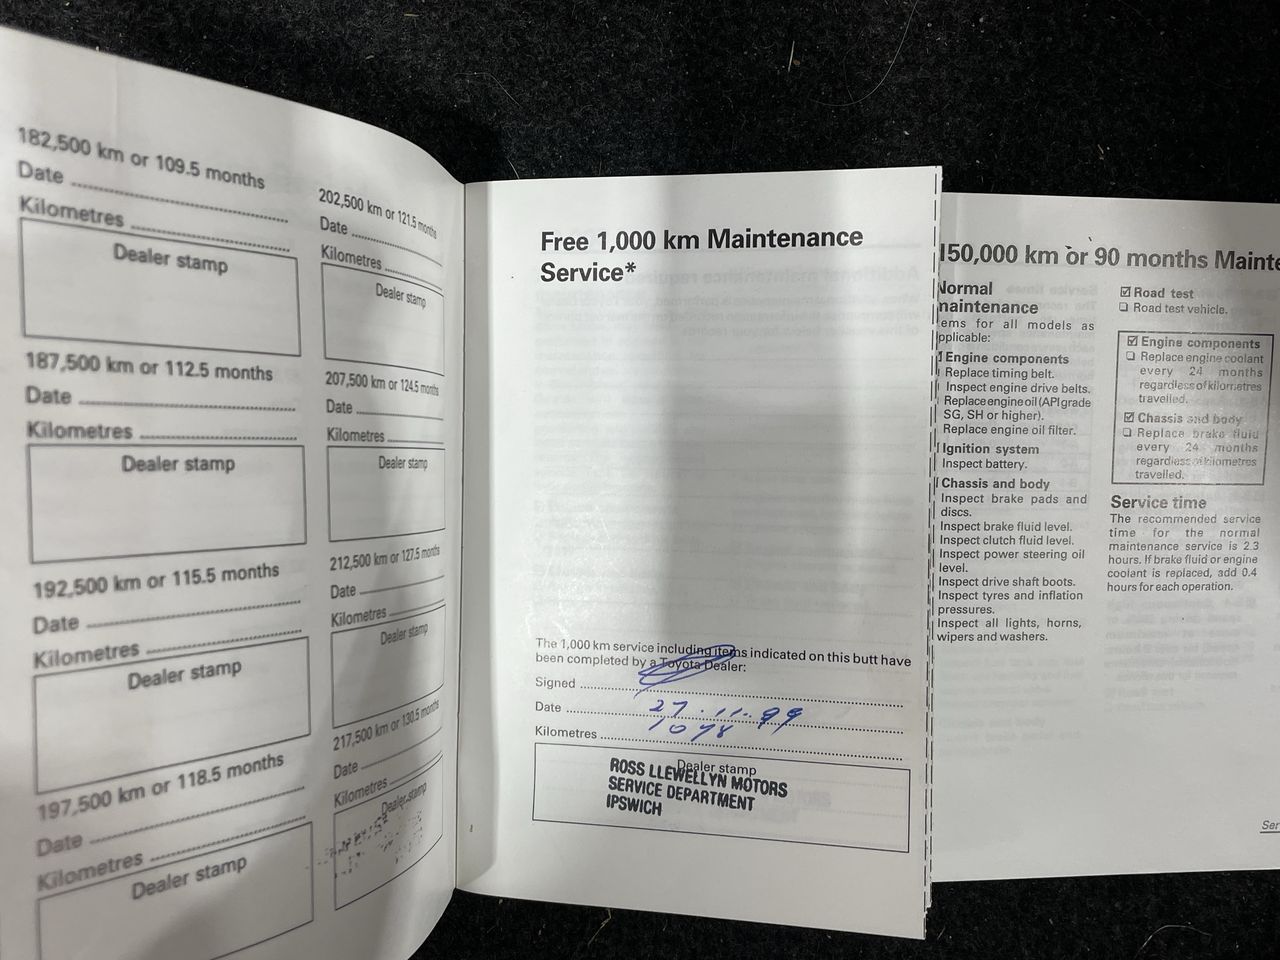 182,500 km or 109.5 months
Date
Kilometres
Dealer stamp
187,500 km or 112.5 months
Date
Kilometres
Dealer stamp
192,500 km or 115.5 months
Date
Kilometres
Dealer stamp
197,500 km or 118.5 months
Date
Kilometres
Dealer stamp
202,500 km or 121.5 months
Date
Kilometres
Dealer stamp
207,500 km or 124.5 months
Date
Kilometres
Dealer stamp
212,500 km or 127.5 months
Date
Kilometres
Dealer stamp
217,500 km or 130.5 months
Date
Kilometres
Dealer stamp
Free 1,000 km Maintenance
Service*
The 1,000 km service including items indicated on this butt have
been completed by a Toyota Dealer:
Signed
Date 27.11.99
Kilometres 1078
Dealer stamp
ROSS LLEWELLYN MOTORS
SERVICE DEPARTMENT
IPSWICH
150,000 km or 90 months Mainte
Normal
maintenance
ems for all models as
pplicable:
Engine components
Replace timing belt.
Inspect engine drive belts.
Replace engine oil (API grade
SG, SH or higher).
Replace engine oil filter.
Ignition system
Inspect battery.
Chassis and body
Inspect brake pads and
discs.
Inspect brake fluid level.
Inspect clutch fluid level.
Inspect power steering oil
level.
Inspect drive shaft boots.
Inspect tyres and inflation
pressures.
Inspect all lights, horns,
wipers and washers.
☑ Road test
❏ Road test vehicle.
☑ Engine components
❏ Replace engine coolant
every 24 months
regardless of kilometres
travelled.
☑ Chassis and body
❏ Replace brake fluid
every 24 months
regardless of kilometres
travelled.
Service time
The recommended service
time for the normal
maintenance service is 2.3
hours. If brake fluid or engine
coolant is replaced, add 0.4
hours for each operation.
Ser